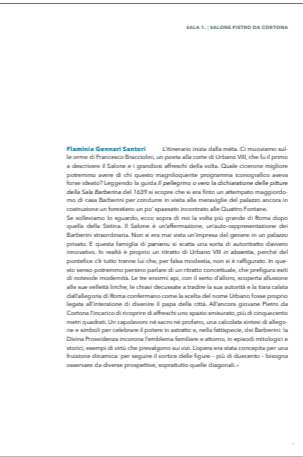 SALA 1. | SALONE PIETRO DA CORTONA
Flaminia Gennari Santori L'itinerario inizia dalla mèta. Ci muoviamo sul-
le orme di Francesco Bracciolini, un poeta alla corte di Urbano VIII, che fu il primo
a descrivere il Salone e i grandiosi affreschi della volta. Quale cicerone migliore
potremmo avere di chi questo magniloquente programma iconografico aveva
forse ideato? Leggendo la guida Il pellegrino o vero la dichiarazione delle pitture
della Sala Barberina del 1639 si scopre che si era finto un attempato maggiordo-
mo di casa Barberini per condurre in visita alle meraviglie del palazzo ancora in
costruzione un forestiero un po' spaesato incontrato alle Quattro Fontane.
Se solleviamo lo sguardo, ecco sopra di noi la volta più grande di Roma dopo
quella della Sistina. Il Salone è un'affermazione, un'auto-rappresentazione dei
Barberini straordinaria. Non si era mai vista un'impresa del genere in un palazzo
privato. E questa famiglia di parvenu si scatta una sorta di autoritratto davvero
innovativo. In realtà è proprio un ritratto di Urbano VIII in absentia, perché del
pontefice c'è tutto tranne lui che, per falsa modestia, non si è raffigurato. In que-
sto senso potremmo persino parlare di un ritratto concettuale, che prefigura esiti
di notevole modernità. Le tre enormi api, con il serto d'alloro, scoperta allusione
alle sue velleità liriche, le chiavi decussate a tradire la sua autorità e la tiara calata
dall'allegoria di Roma confermano come la scelta del nome Urbano fosse proprio
legata all'intenzione di divenire il papa della città. All'ancora giovane Pietro da
Cortona l'incarico di ricoprire di affreschi uno spazio smisurato, più di cinquecento
metri quadrati. Un capolavoro né sacro né profano, una calcolata sintesi di allego-
rie e simboli per celebrare il potere in astratto e, nella fattispecie, dei Barberini: la
Divina Provvidenza incorona l'emblema familiare e attorno, in episodi mitologici e
storici, esempi di virtù che prevalgono sui vizi. L'opera era stata concepita per una
fruizione dinamica: per seguire il vortice delle figure – più di duecento – bisogna
osservare da diverse prospettive, soprattutto quelle diagonali. »